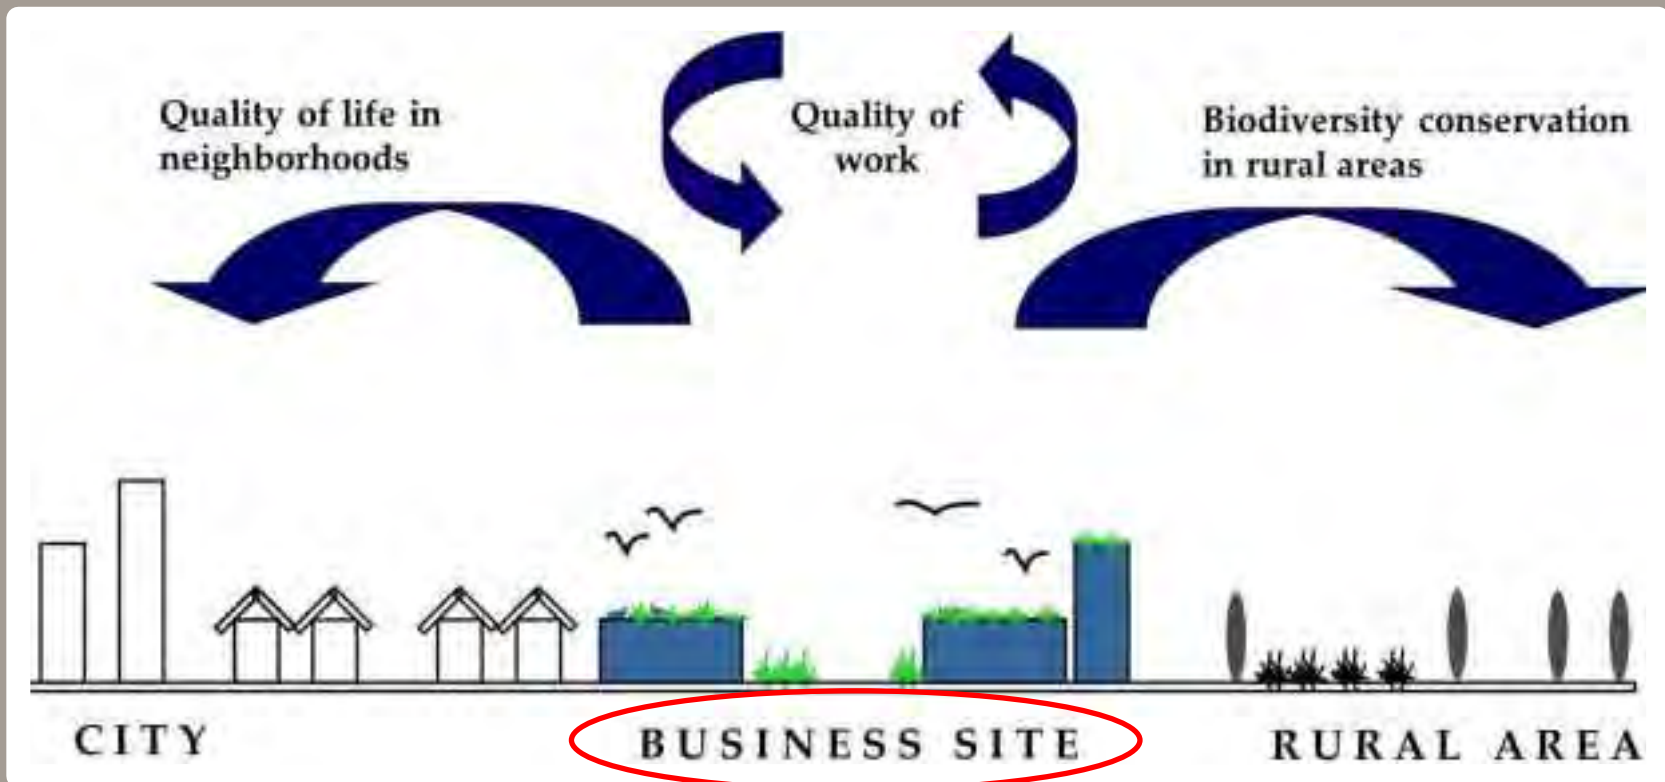 Quality of life in
neighborhoods
Quality of
work
Biodiversity conservation
in rural areas
CITY
BUSINESS SITE
RURAL AREA